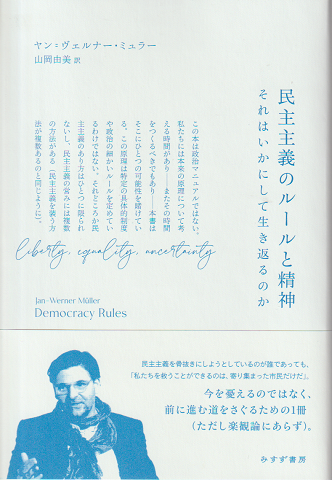 ヤン=ヴェルナー・ミュラー
山岡由美 訳
民主主義のルールと精神
それはいかにして生き返るのか
この本は政治のマニュアルではない。
私たちには本来の原理について考
える時間があり――またその時間
をつくるべきでもあり――本書は
そこにひとつの可能性を賭けてい
る。この原理は特定の具体的制度
や政治の細かいルールを定めてい
るわけではない。それどころか民
主主義のあり方はひとつに限られ
ないし、民主主義の営みには複数
の方法がある（民主主義を装う方
法が複数あるのと同じように）。
liberty, equality, uncertainty
Jan-Werner Müller
Democracy Rules
民主主義を骨抜きにしようとしているのが誰であっても、
「私たちを救うことができるのは、寄り集まった市民だけだ」。
今を憂えるのではなく、
前に進む道をさぐるための1冊
（ただし楽観論にあらず）。
みすず書房